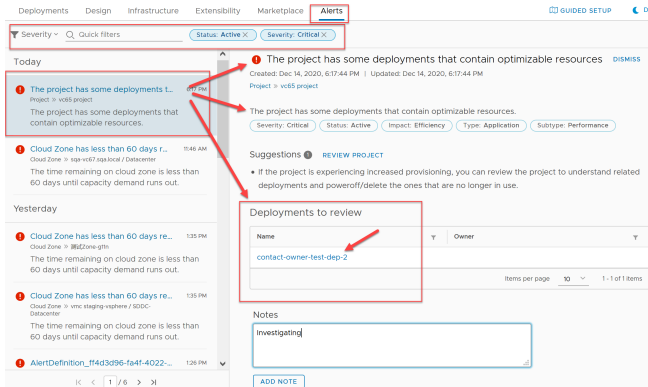 Deployments Design Infrastructure Extensibility Marketplace Alerts GUIDED SETUP
Severity Quick filters Status: Active Severity: Critical
Today
The project has some deployments t... 6:17 PM
Project » vc65 project
The project has some deployments that
contain optimizable resources.
Cloud Zone has less than 60 days r... 11:46 AM
Cloud Zone » sqa-vc67.sqa.local / Datacenter
The time remaining on cloud zone is less than
60 days until capacity demand runs out.
Yesterday
Cloud Zone has less than 60 days re... 1:35 PM
Cloud Zone »
The time remaining on cloud zone is less than
60 days until capacity demand runs out.
Cloud Zone has less than 60 days re... 1:35 PM
Cloud Zone » vmc staging-vsphere / SDDC-
Datacenter
The time remaining on cloud zone is less than
60 days until capacity demand runs out.
AlertDefinition_ff4d3d96-fa4f-4022-... 1:26 PM
1 / 6
The project has some deployments that contain optimizable resources DISMISS
Created: Dec 14, 2020, 6:17:44 PM | Updated: Dec 14, 2020, 6:17:44 PM
Project » vc65 project
The project has some deployments that contain optimizable resources.
Severity: Critical Status: Active Impact: Efficiency Type: Application Subtype: Performance
Suggestions REVIEW PROJECT
• If the project is experiencing increased provisioning, you can review the project to understand related
deployments and poweroff/delete the ones that are no longer in use.
Deployments to review
Name Owner
contact-owner-test-dep-2
Items per page 10 1 - 1 of 1 items
Notes
Investigating
ADD NOTE